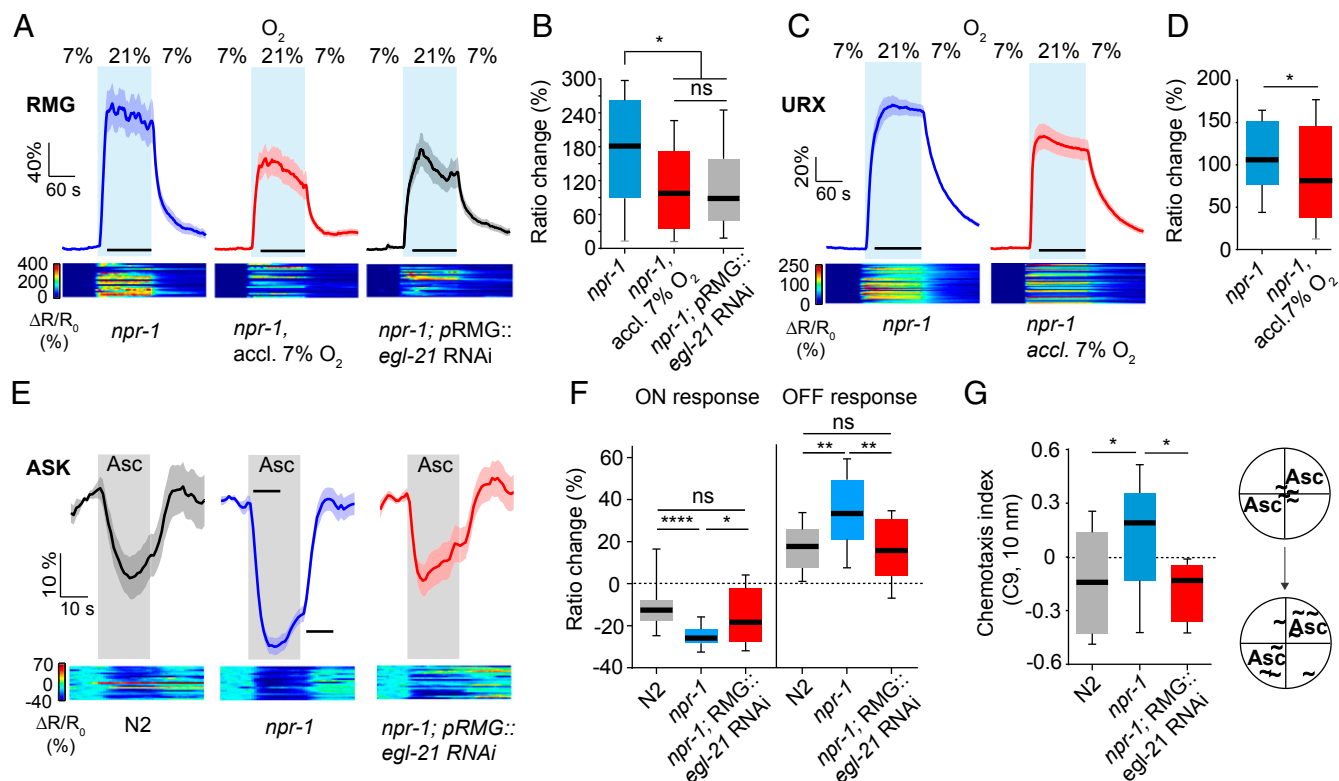 A
O₂
7% 21% 7% 7% 21% 7% 7% 21% 7%
RMG
40%
60 s
400
200
0
ΔR/R₀
(%)
npr-1
npr-1,
accl. 7% O₂
npr-1; pRMG::
egl-21 RNAi
B
*
ns
Ratio change (%)
300
240
180
120
60
0
npr-1
npr-1,
accl. 7% O₂
npr-1; pRMG::
egl-21 RNAi
C
O₂
7% 21% 7% 7% 21% 7%
URX
20%
60 s
250
100
0
ΔR/R₀
(%)
npr-1
npr-1
accl. 7% O₂
D
*
Ratio change (%)
200
150
100
50
0
npr-1
npr-1,
accl.7% O₂
E
ASK
Asc
Asc
Asc
10 %
10 s
70
-40
ΔR/R₀
(%)
N2
npr-1
npr-1; pRMG::
egl-21 RNAi
F
ON response
OFF response
ns
ns
** **
**** *
Ratio change (%)
60
40
20
0
-20
-40
N2
npr-1
npr-1; RMG::
egl-21 RNAi
N2
npr-1
npr-1; RMG::
egl-21 RNAi
G
* *
Chemotaxis index
(C9, 10 nm)
0.6
0.3
0
-0.3
-0.6
N2
npr-1
npr-1; RMG::
egl-21 RNAi
Asc
Asc
Asc
Asc